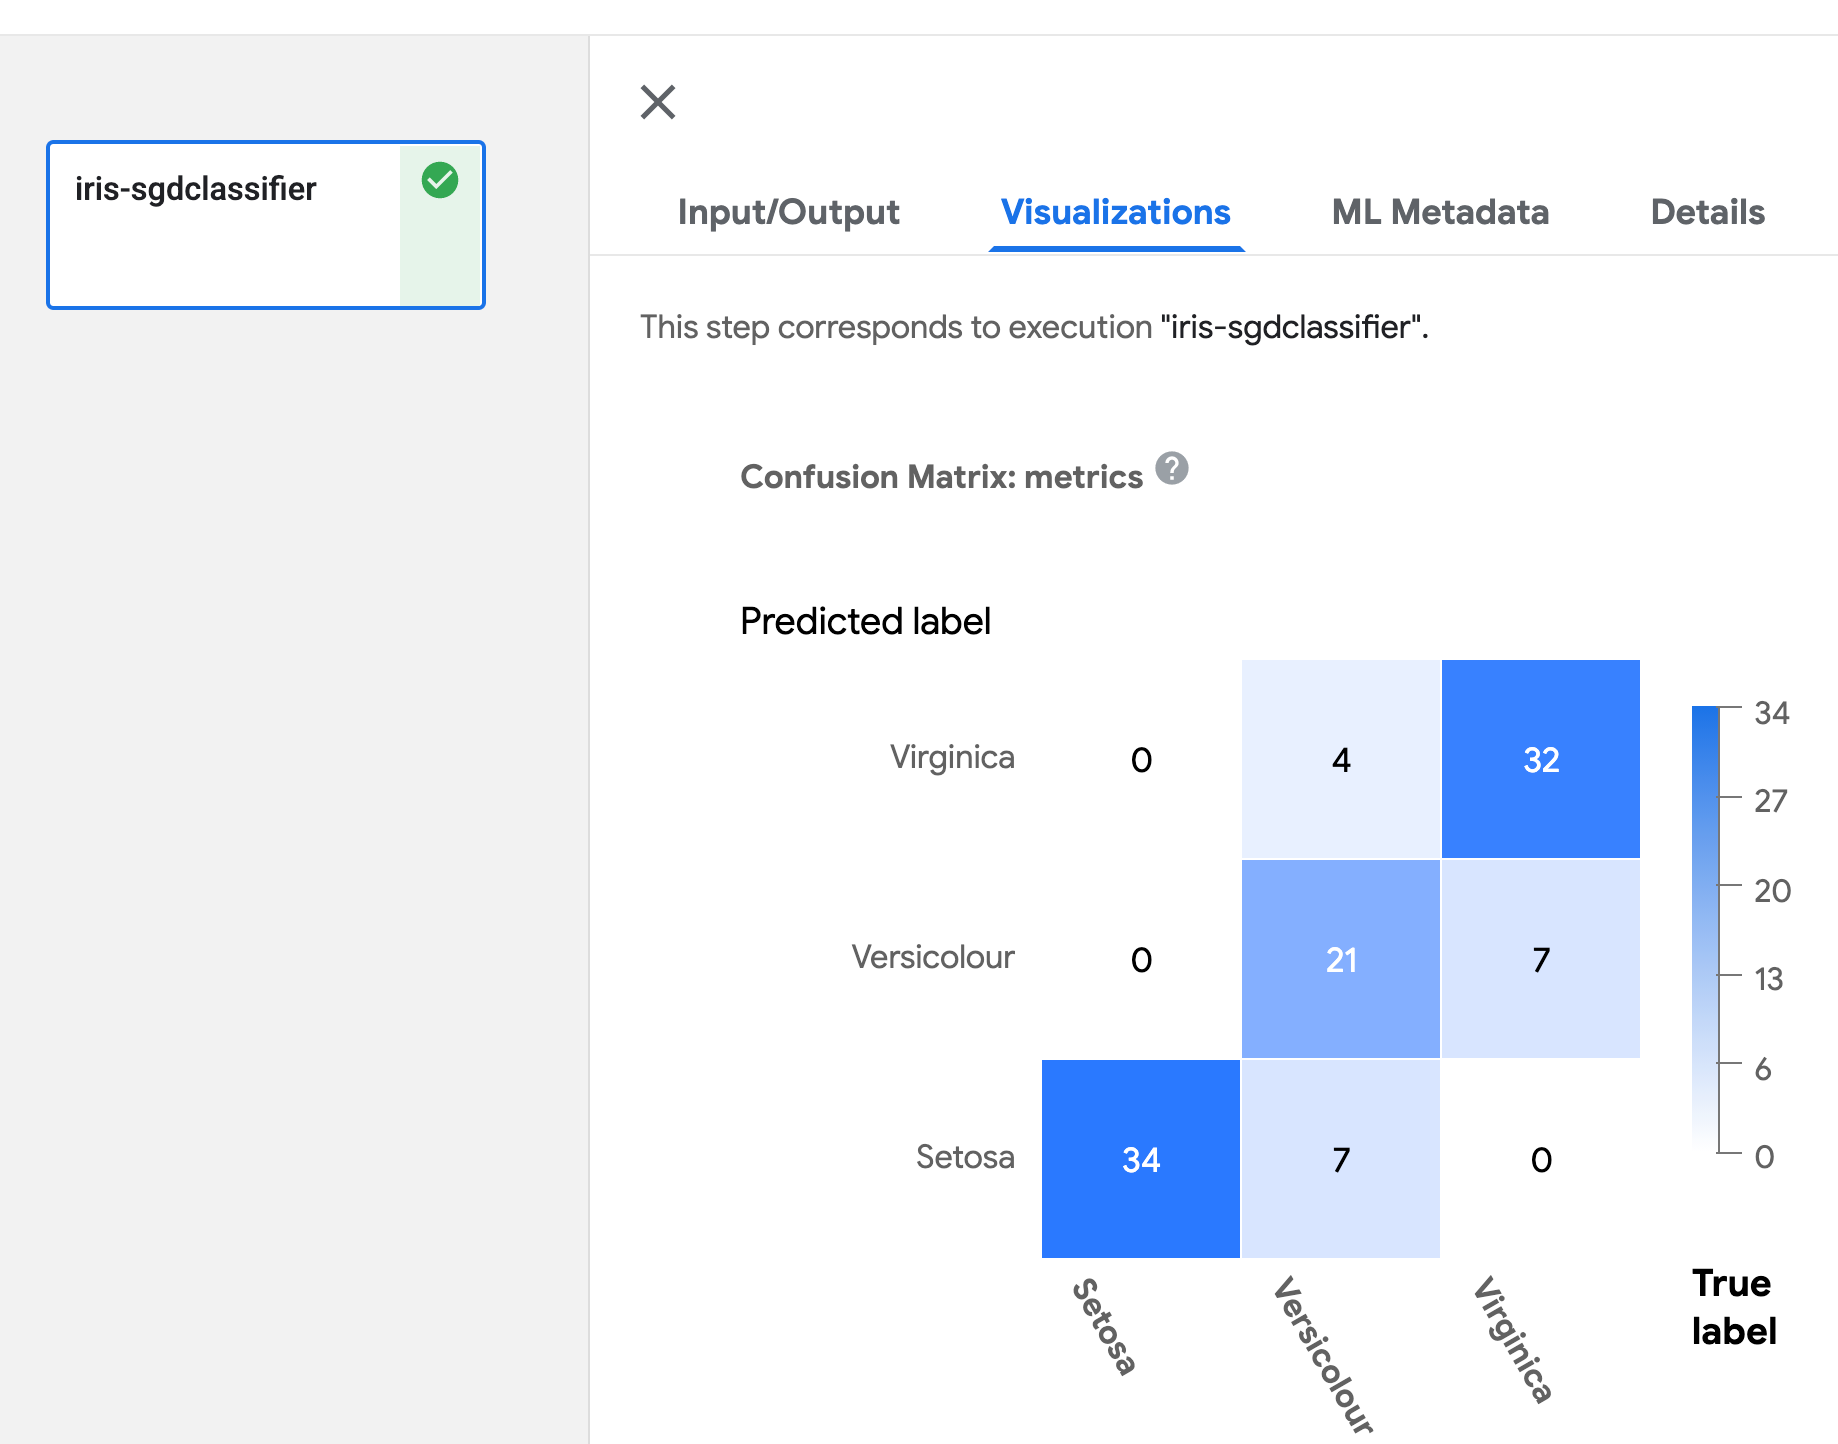 iris-sgdclassifier
Input/Output Visualizations ML Metadata Details
This step corresponds to execution "iris-sgdclassifier".
Confusion Matrix: metrics ?
Predicted label
Virginica 0 4 32
Versicolour 0 21 7
Setosa 34 7 0
Setosa Versicolour Virginica
34
27
20
13
6
0
True
label